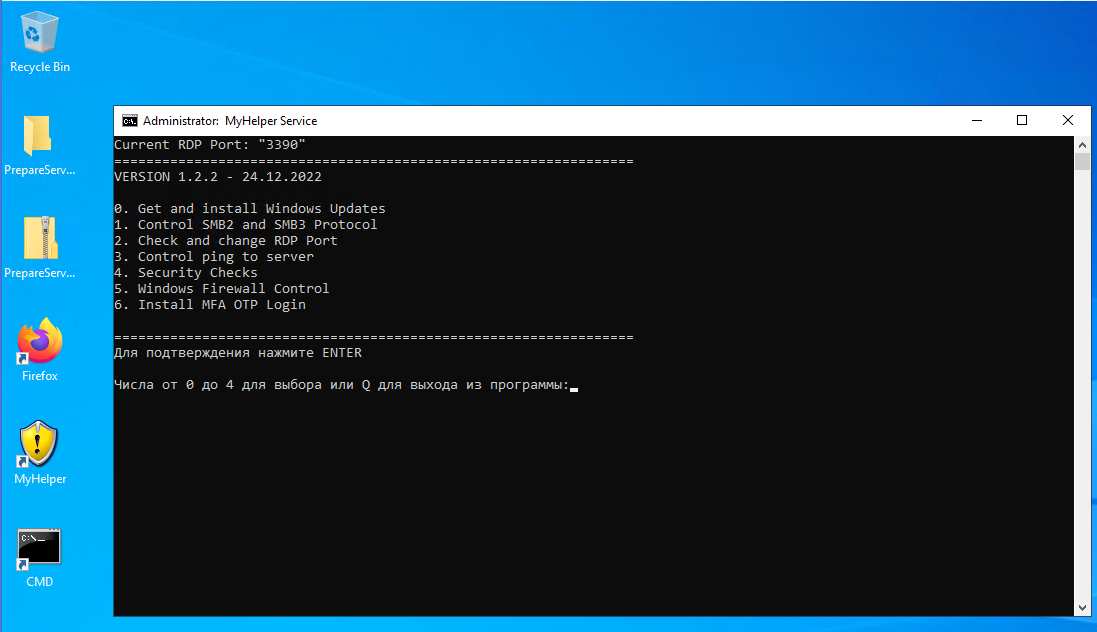 Recycle Bin
PrepareServ...
PrepareServ...
Firefox
MyHelper
C:\._
CMD
C:\. Administrator: MyHelper Service
Current RDP Port: "3390"
=================================================================
VERSION 1.2.2 - 24.12.2022
0. Get and install Windows Updates
1. Control SMB2 and SMB3 Protocol
2. Check and change RDP Port
3. Control ping to server
4. Security Checks
5. Windows Firewall Control
6. Install MFA OTP Login
=================================================================
Для подтверждения нажмите ENTER
Числа от 0 до 4 для выбора или Q для выхода из программы: